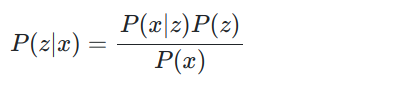 P(z|x) = P(x|z)P(z) / P(x)